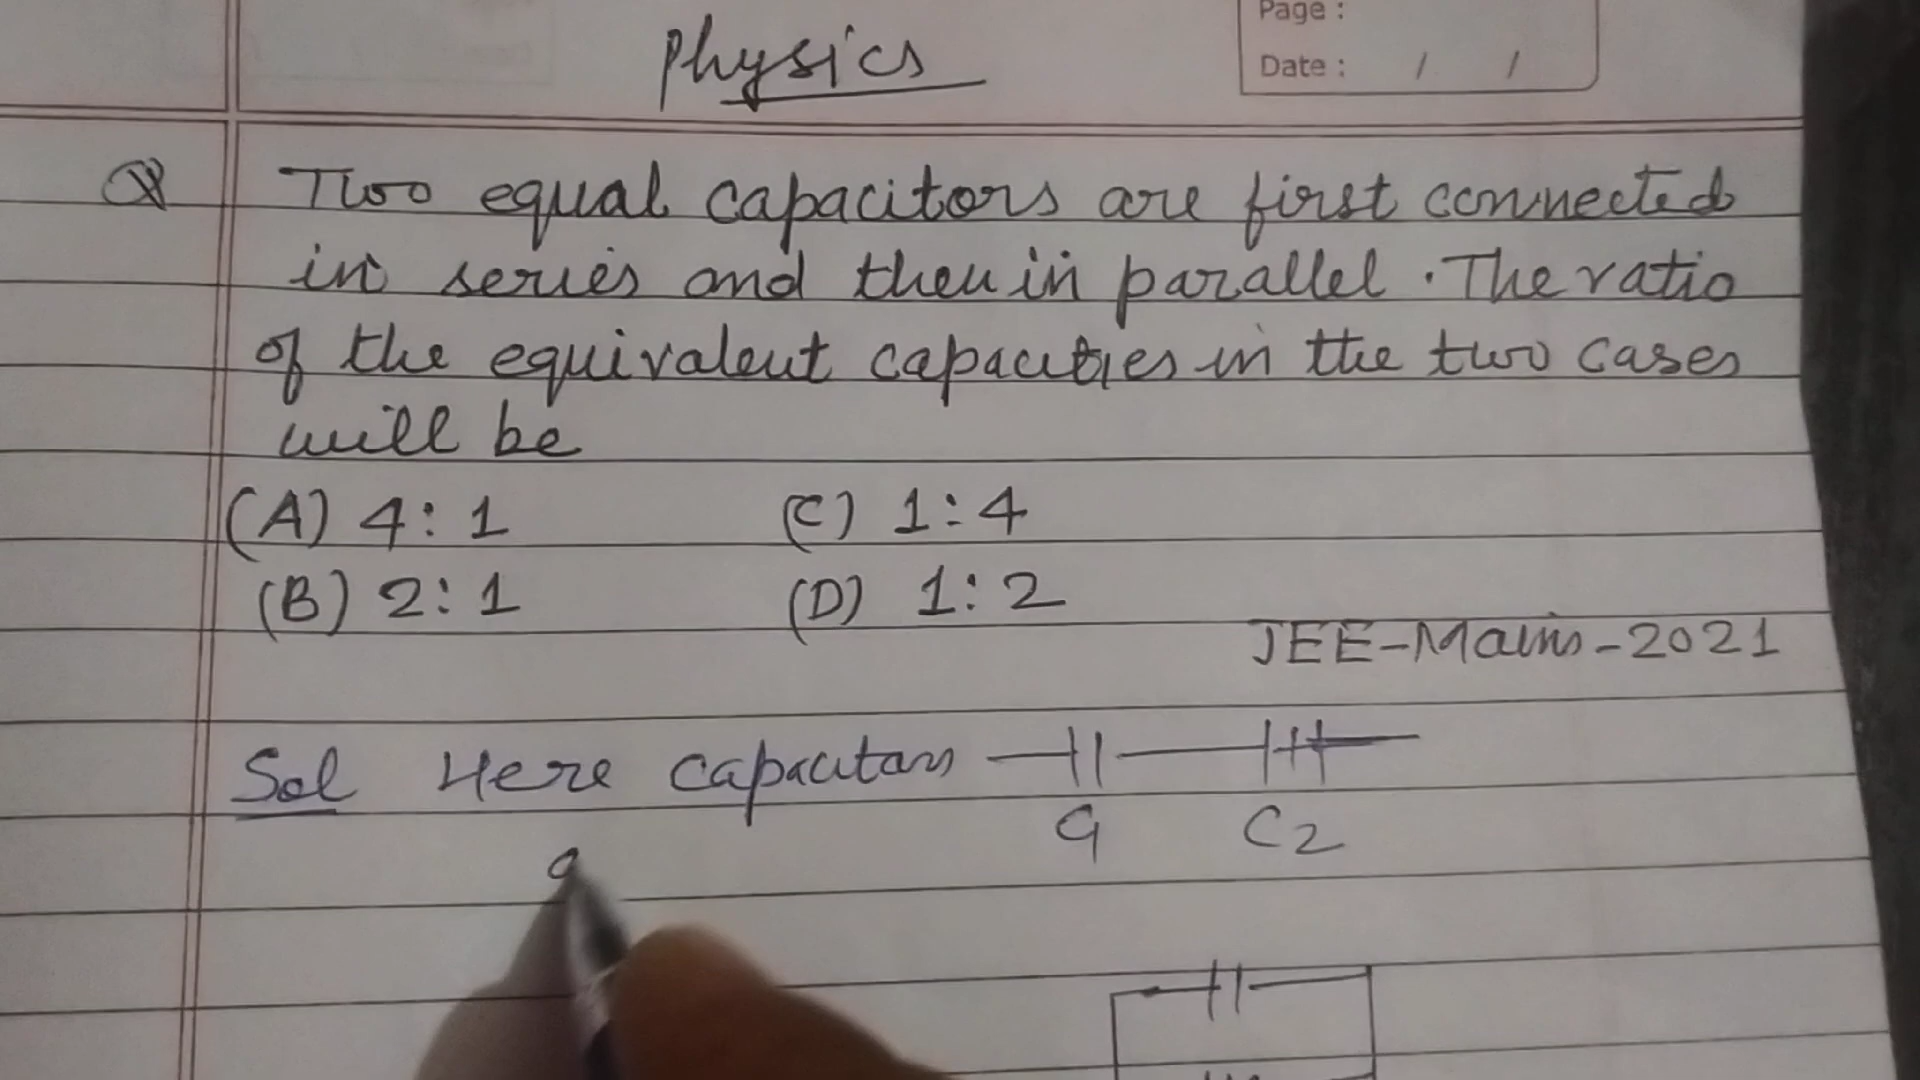 Page :
Physics
Date : / /
Q Two equal capacitors are first connected
in series and then in parallel. The ratio
of the equivalent capacities in the two cases
will be
(A) 4:1 (C) 1:4
(B) 2:1 (D) 1:2
JEE-Mains-2021
Sol Here capacitans
C1 C2